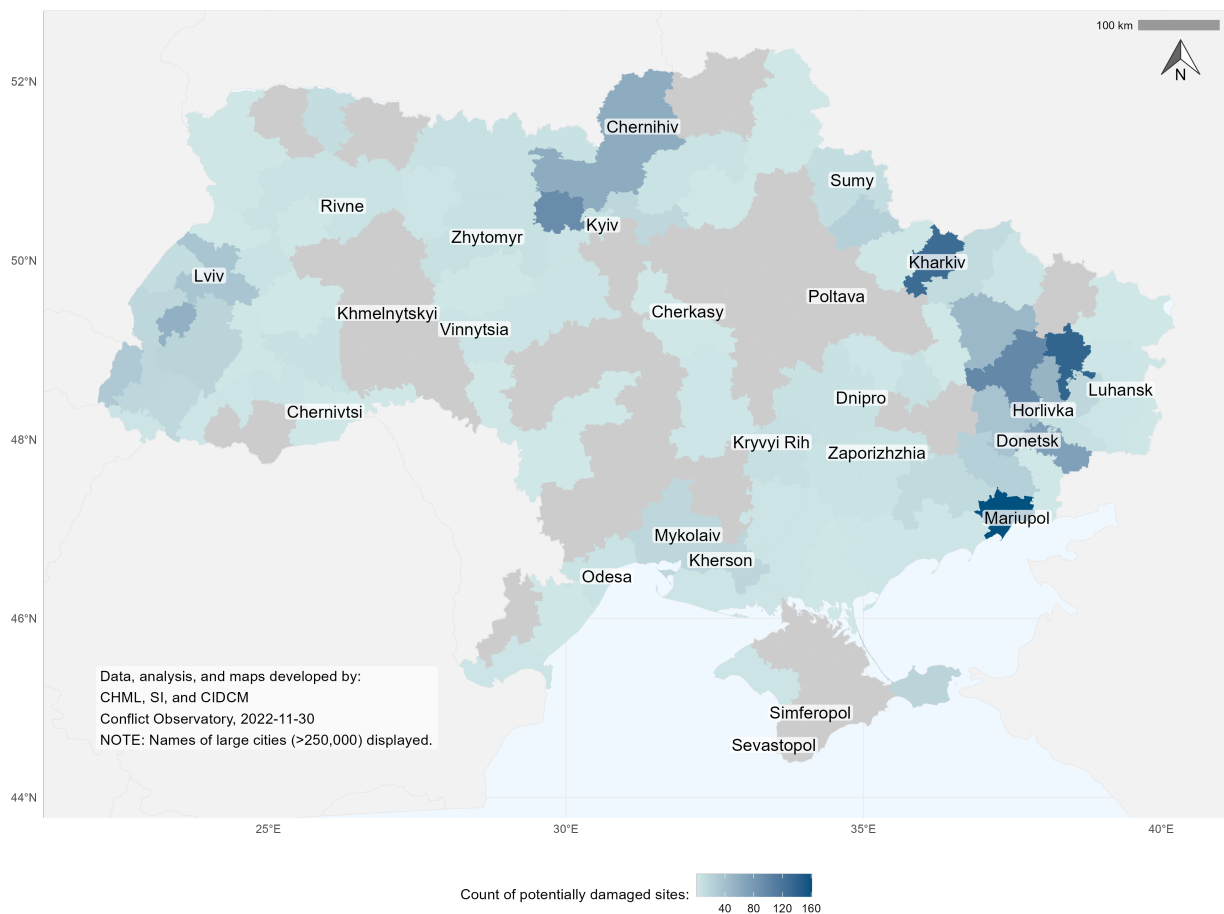 100 km
N
52°N
50°N
48°N
46°N
44°N
Chernihiv
Sumy
Rivne
Kyiv
Zhytomyr
Lviv
Kharkiv
Poltava
Khmelnytskyi
Cherkasy
Vinnytsia
Luhansk
Dnipro
Chernivtsi
Horlivka
Kryvyi Rih
Donetsk
Zaporizhzhia
Mariupol
Mykolaiv
Kherson
Odesa
Simferopol
Sevastopol
Data, analysis, and maps developed by:
CHML, SI, and CIDCM
Conflict Observatory, 2022-11-30
NOTE: Names of large cities (>250,000) displayed.
25°E 30°E 35°E 40°E
Count of potentially damaged sites:
40 80 120 160